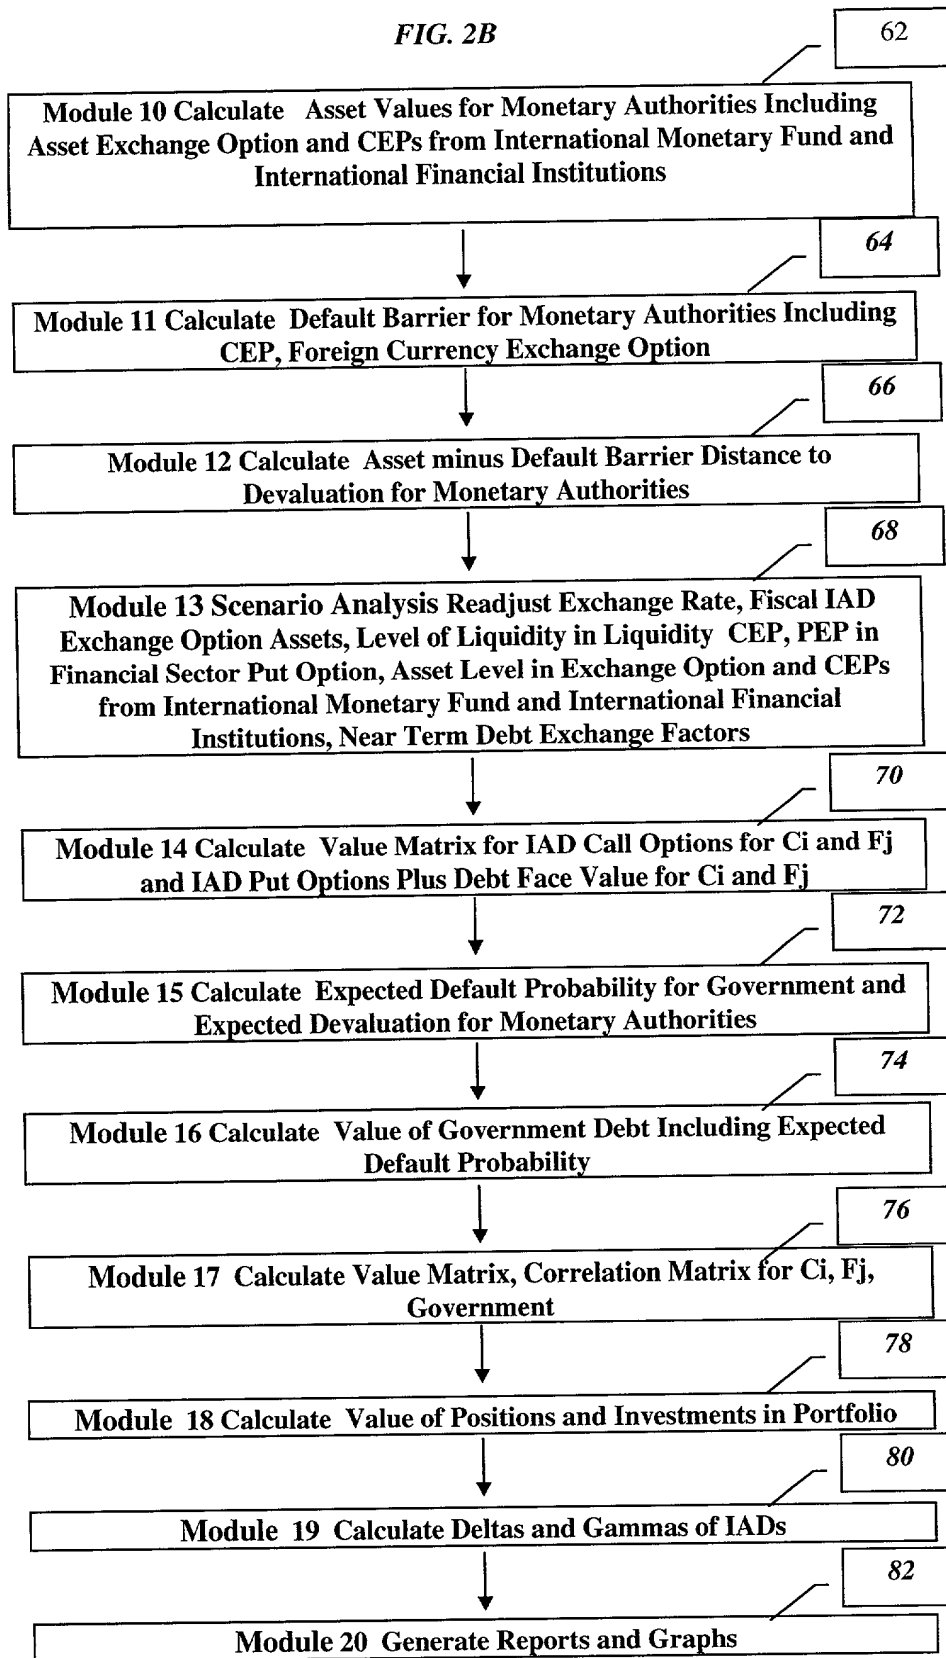 FIG. 2B
62
Module 10 Calculate Asset Values for Monetary Authorities Including
Asset Exchange Option and CEPs from International Monetary Fund and
International Financial Institutions
64
Module 11 Calculate Default Barrier for Monetary Authorities Including
CEP, Foreign Currency Exchange Option
66
Module 12 Calculate Asset minus Default Barrier Distance to
Devaluation for Monetary Authorities
68
Module 13 Scenario Analysis Readjust Exchange Rate, Fiscal IAD
Exchange Option Assets, Level of Liquidity in Liquidity CEP, PEP in
Financial Sector Put Option, Asset Level in Exchange Option and CEPs
from International Monetary Fund and International Financial
Institutions, Near Term Debt Exchange Factors
70
Module 14 Calculate Value Matrix for IAD Call Options for Ci and Fj
and IAD Put Options Plus Debt Face Value for Ci and Fj
72
Module 15 Calculate Expected Default Probability for Government and
Expected Devaluation for Monetary Authorities
74
Module 16 Calculate Value of Government Debt Including Expected
Default Probability
76
Module 17 Calculate Value Matrix, Correlation Matrix for Ci, Fj,
Government
78
Module 18 Calculate Value of Positions and Investments in Portfolio
80
Module 19 Calculate Deltas and Gammas of IADs
82
Module 20 Generate Reports and Graphs